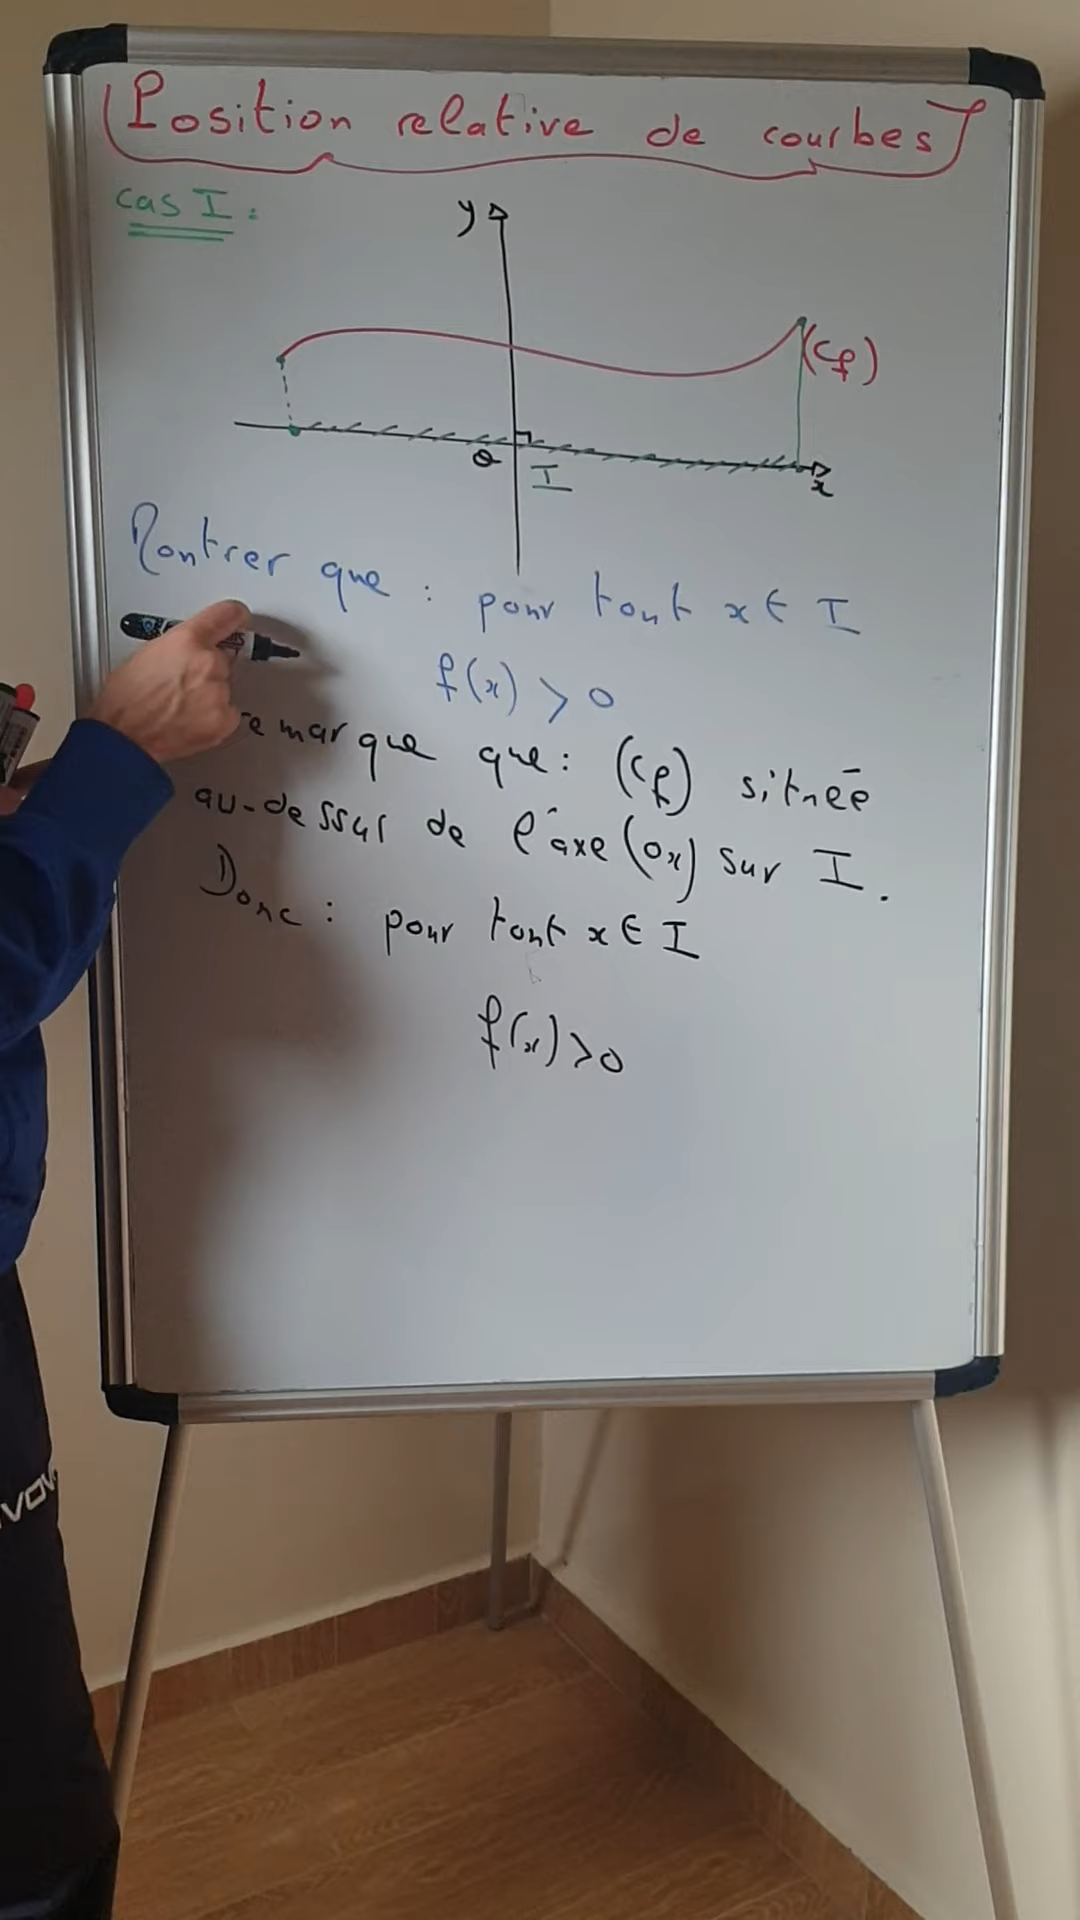 Position relative de courbes
cas I :
y
(Cf)
O
I
x
Montrer que : pour tout x ∈ I
f(x) > 0
remarque que : (Cf) située
au-dessus de l'axe (Ox) sur I.
Donc : pour tout x ∈ I
f(x) > 0